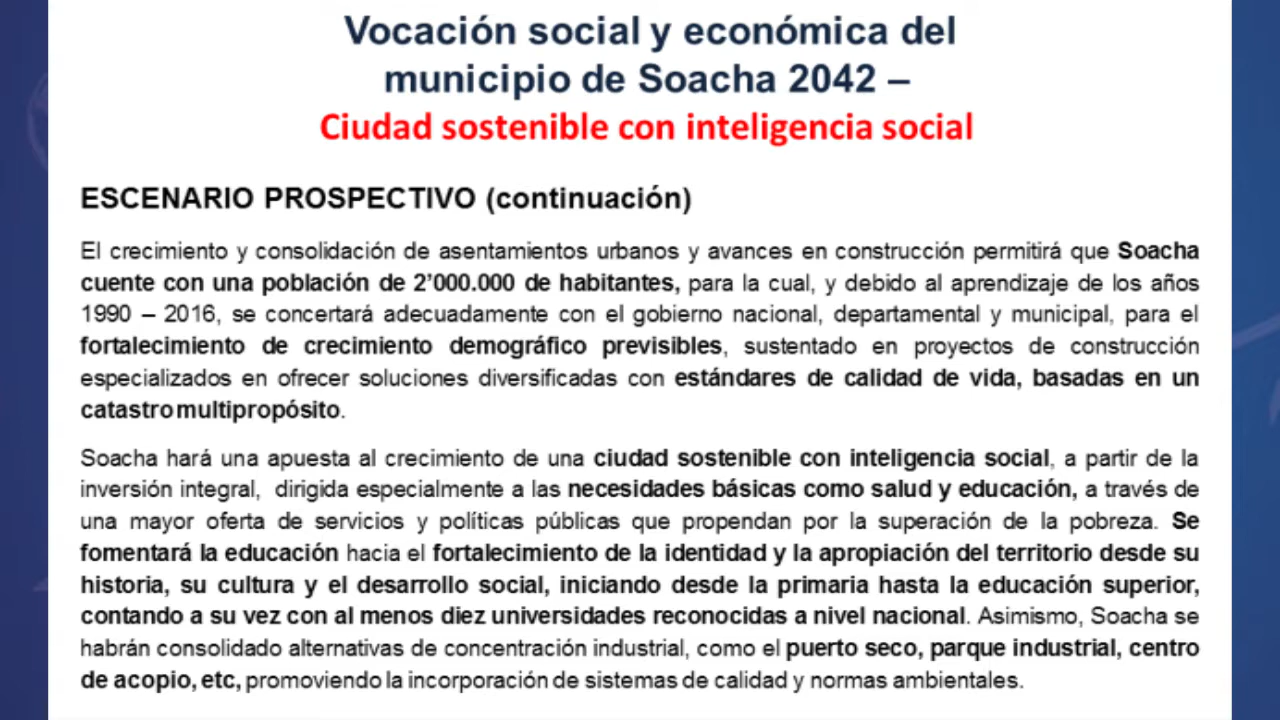 Vocación social y económica del
municipio de Soacha 2042 –
Ciudad sostenible con inteligencia social
ESCENARIO PROSPECTIVO (continuación)
El crecimiento y consolidación de asentamientos urbanos y avances en construcción permitirá que Soacha
cuente con una población de 2’000.000 de habitantes, para la cual, y debido al aprendizaje de los años
1990 – 2016, se concertará adecuadamente con el gobierno nacional, departamental y municipal, para el
fortalecimiento de crecimiento demográfico previsibles, sustentado en proyectos de construcción
especializados en ofrecer soluciones diversificadas con estándares de calidad de vida, basadas en un
catastro multipropósito.
Soacha hará una apuesta al crecimiento de una ciudad sostenible con inteligencia social, a partir de la
inversión integral, dirigida especialmente a las necesidades básicas como salud y educación, a través de
una mayor oferta de servicios y políticas públicas que propendan por la superación de la pobreza. Se
fomentará la educación hacia el fortalecimiento de la identidad y la apropiación del territorio desde su
historia, su cultura y el desarrollo social, iniciando desde la primaria hasta la educación superior,
contando a su vez con al menos diez universidades reconocidas a nivel nacional. Asimismo, Soacha se
habrán consolidado alternativas de concentración industrial, como el puerto seco, parque industrial, centro
de acopio, etc, promoviendo la incorporación de sistemas de calidad y normas ambientales.